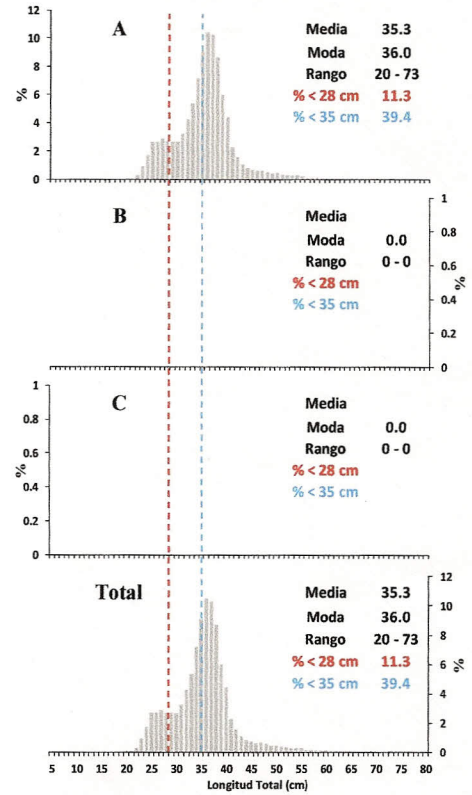 12
10
8
6
4
2
0
%
A
Media 35.3
Moda 36.0
Rango 20 - 73
% < 28 cm 11.3
% < 35 cm 39.4
B
Media
Moda 0.0
Rango 0 - 0
% < 28 cm
% < 35 cm
1
0.8
0.6
0.4
0.2
0
%
1
0.8
0.6
0.4
0.2
0
%
C
Media
Moda 0.0
Rango 0 - 0
% < 28 cm
% < 35 cm
Total
Media 35.3
Moda 36.0
Rango 20 - 73
% < 28 cm 11.3
% < 35 cm 39.4
12
10
8
6
4
2
0
%
5 10 15 20 25 30 35 40 45 50 55 60 65 70 75 80
Longitud Total (cm)